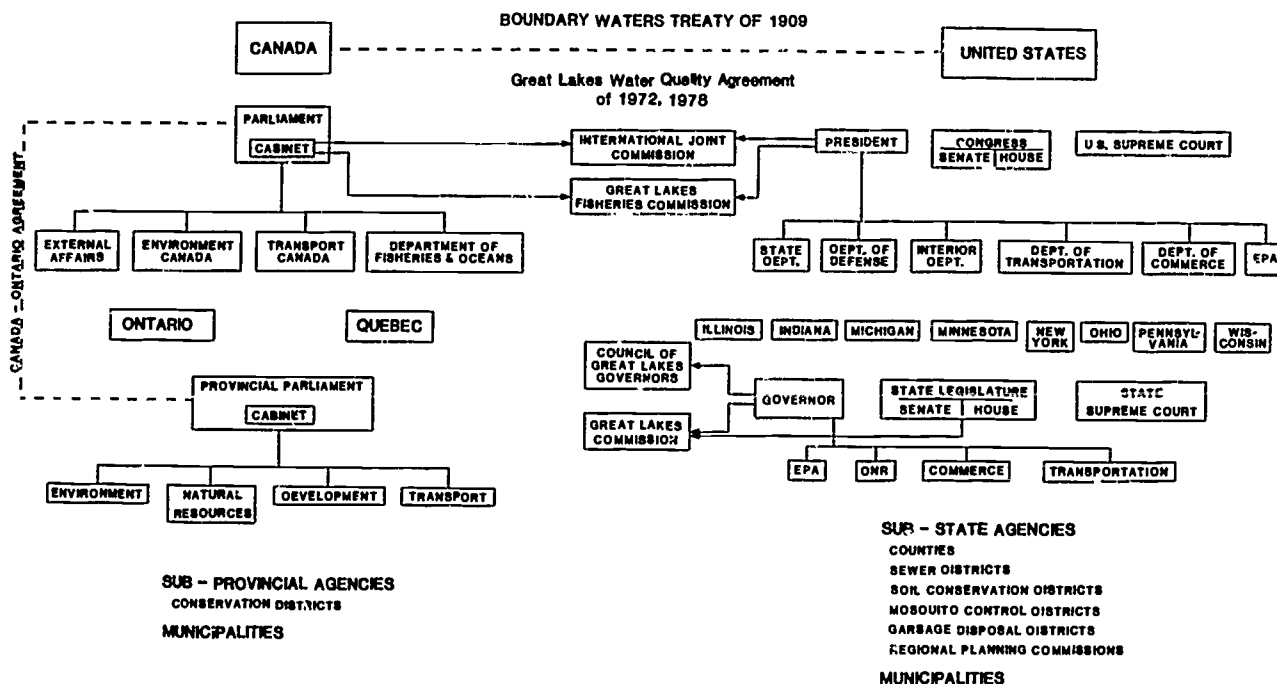 BOUNDARY WATERS TREATY OF 1909
CANADA
UNITED STATES
Great Lakes Water Quality Agreement
of 1972, 1978
CANADA - ONTARIO AGREEMENT
PARLIAMENT
CABINET
INTERNATIONAL JOINT
COMMISSION
PRESIDENT
CONGRESS
SENATE HOUSE
U.S. SUPREME COURT
GREAT LAKES
FISHERIES COMMISSION
EXTERNAL
AFFAIRS
ENVIRONMENT
CANADA
TRANSPORT
CANADA
DEPARTMENT OF
FISHERIES & OCEANS
STATE
DEPT.
DEPT. OF
DEFENSE
INTERIOR
DEPT.
DEPT. OF
TRANSPORTATION
DEPT. OF
COMMERCE
EPA
ONTARIO
QUEBEC
ILLINOIS
INDIANA
MICHIGAN
MINNESOTA
NEW
YORK
OHIO
PENNSYL-
VANIA
WIS-
CONSIN
PROVINCIAL PARLIAMENT
CABINET
COUNCIL OF
GREAT LAKES
GOVERNORS
GOVERNOR
STATE LEGISLATURE
SENATE HOUSE
STATE
SUPREME COURT
GREAT LAKES
COMMISSION
ENVIRONMENT
NATURAL
RESOURCES
DEVELOPMENT
TRANSPORT
EPA
DNR
COMMERCE
TRANSPORTATION
SUB - PROVINCIAL AGENCIES
CONSERVATION DISTRICTS
MUNICIPALITIES
SUB - STATE AGENCIES
COUNTIES
SEWER DISTRICTS
SOIL CONSERVATION DISTRICTS
MOSQUITO CONTROL DISTRICTS
GARBAGE DISPOSAL DISTRICTS
REGIONAL PLANNING COMMISSIONS
MUNICIPALITIES